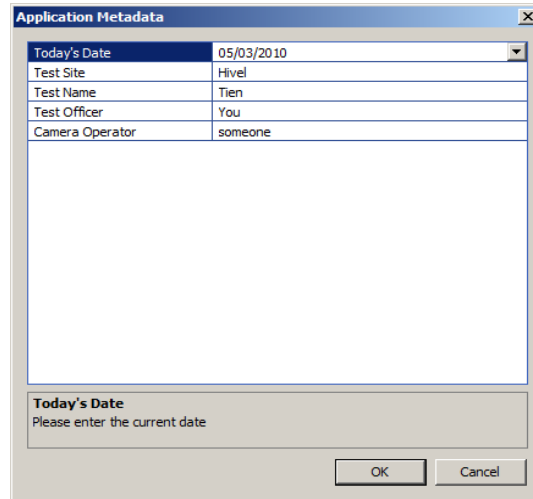 Application Metadata
Today's Date 05/03/2010
Test Site Hivel
Test Name Tien
Test Officer You
Camera Operator someone
Today's Date
Please enter the current date
OK Cancel